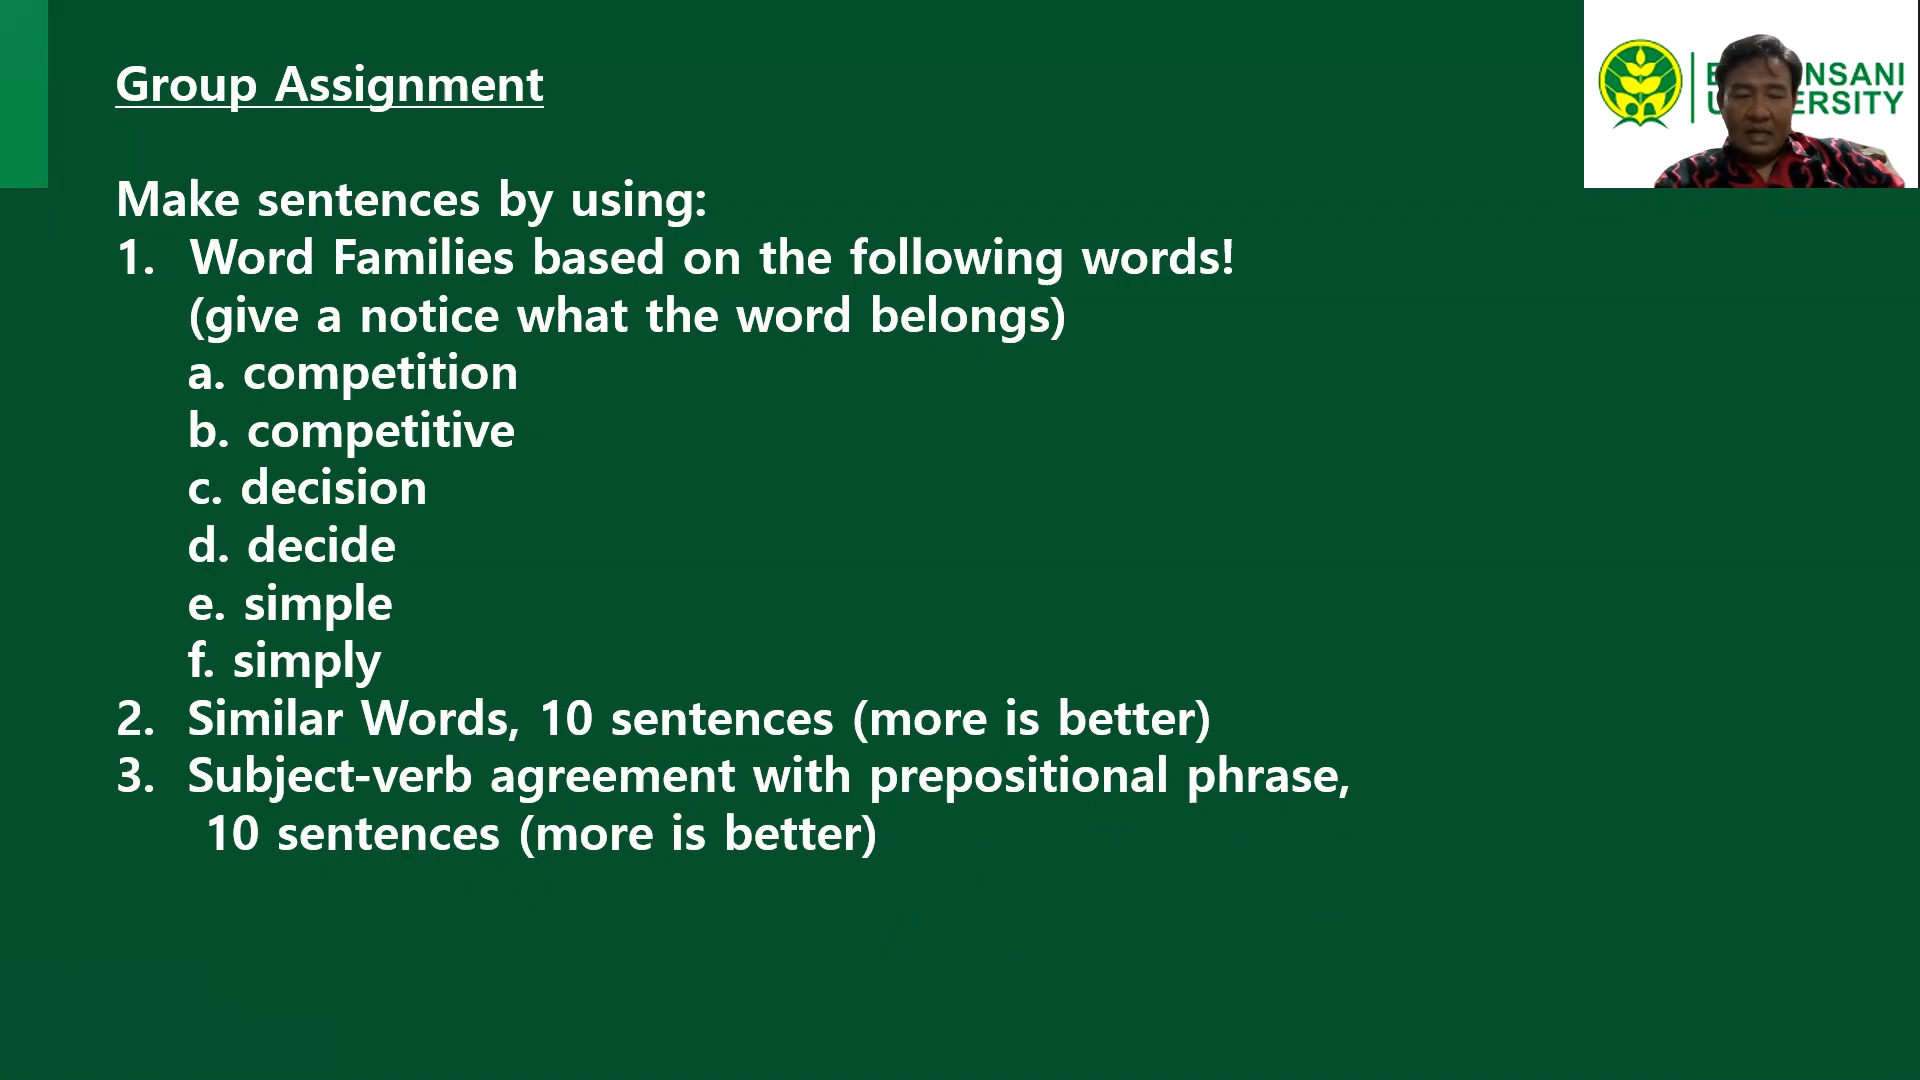 Group Assignment
Make sentences by using:
1. Word Families based on the following words!
(give a notice what the word belongs)
a. competition
b. competitive
c. decision
d. decide
e. simple
f. simply
2. Similar Words, 10 sentences (more is better)
3. Subject-verb agreement with prepositional phrase,
10 sentences (more is better)